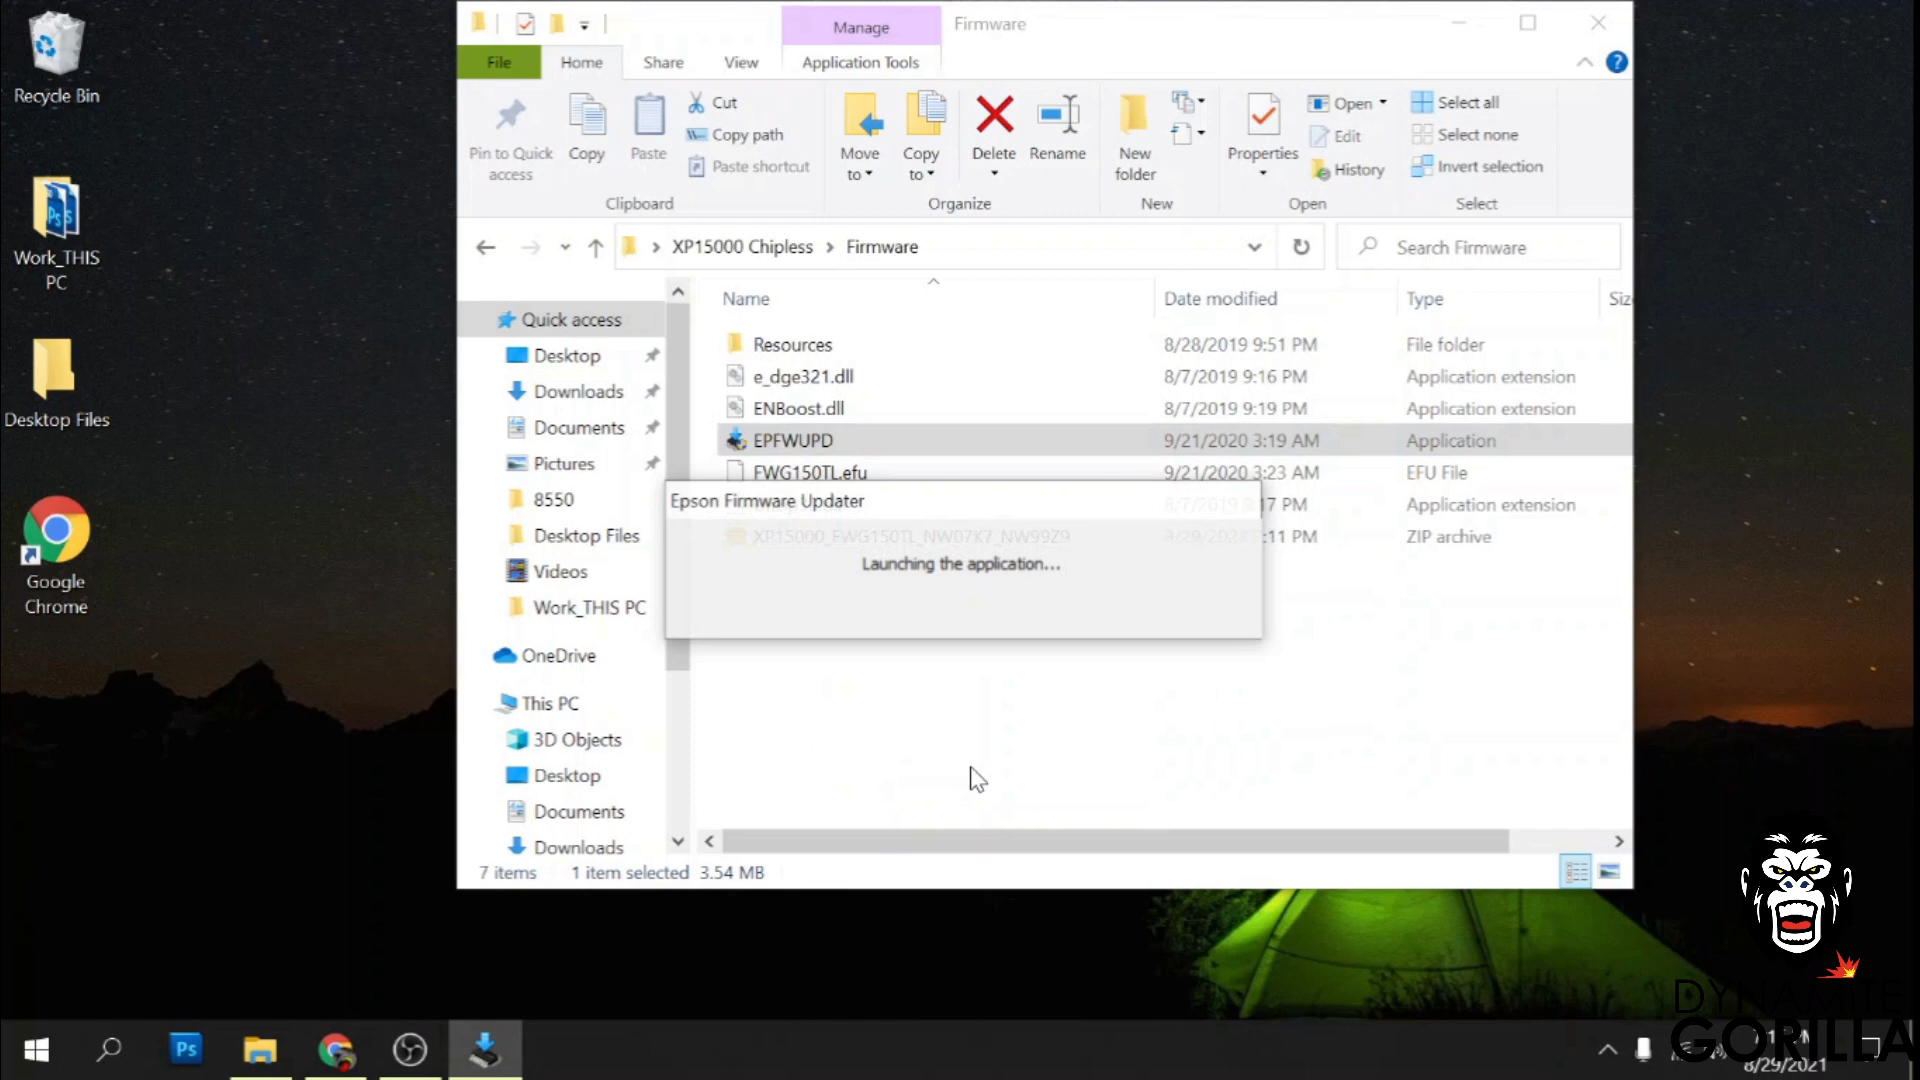 Recycle Bin
Work_THIS
PC
Desktop Files
Google
Chrome
Manage
Firmware
File
Home
Share
View
Application Tools
Pin to Quick
access
Copy
Paste
Cut
Copy path
Paste shortcut
Clipboard
Move
to
Copy
to
Delete
Rename
Organize
New
folder
New
Properties
Open
Edit
History
Open
Select all
Select none
Invert selection
Select
XP15000 Chipless
Firmware
Search Firmware
Name
Date modified
Type
Siz
Quick access
Desktop
Downloads
Documents
Pictures
8550
Desktop Files
Videos
Work_THIS PC
OneDrive
This PC
3D Objects
Desktop
Documents
Downloads
Resources 8/28/2019 9:51 PM File folder
e_dge321.dll 8/7/2019 9:16 PM Application extension
ENBoost.dll 8/7/2019 9:19 PM Application extension
EPFWUPD 9/21/2020 3:19 AM Application
FWG150TL.efu 9/21/2020 3:23 AM EFU File
Application extension
XP15000_FWG150TL_NW07K7_NW99Z9 :11 PM ZIP archive
Epson Firmware Updater
Launching the application...
7 items 1 item selected 3.54 MB
Ps
DYNAMITE
GORILLA
8/29/2021